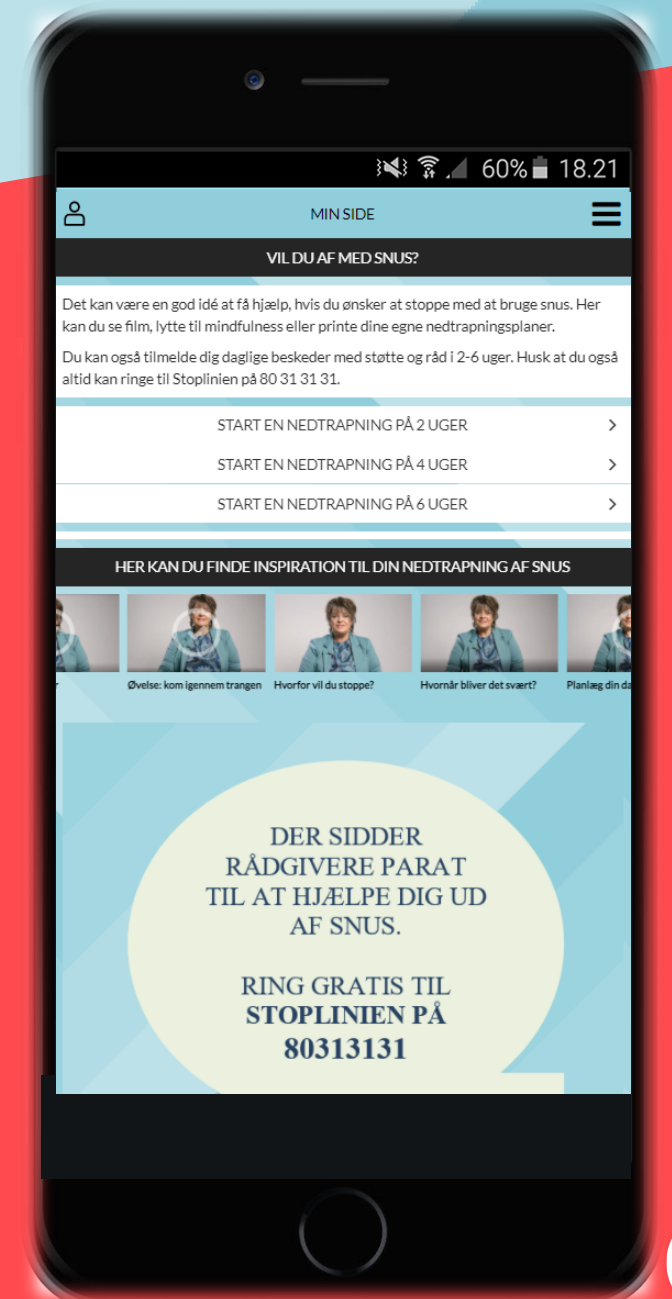 60% 18.21
MIN SIDE
VIL DU AF MED SNUS?
Det kan være en god idé at få hjælp, hvis du ønsker at stoppe med at bruge snus. Her
kan du se film, lytte til mindfulness eller printe dine egne nedtrapningsplaner.
Du kan også tilmelde dig daglige beskeder med støtte og råd i 2-6 uger. Husk at du også
altid kan ringe til Stoplinien på 80 31 31 31.
START EN NEDTRAPNING PÅ 2 UGER
START EN NEDTRAPNING PÅ 4 UGER
START EN NEDTRAPNING PÅ 6 UGER
HER KAN DU FINDE INSPIRATION TIL DIN NEDTRAPNING AF SNUS
Øvelse: kom igennem trangen
Hvorfor vil du stoppe?
Hvornår bliver det svært?
Planlæg din da
DER SIDDER
RÅDGIVERE PARAT
TIL AT HJÆLPE DIG UD
AF SNUS.
RING GRATIS TIL
STOPLINIEN PÅ
80313131